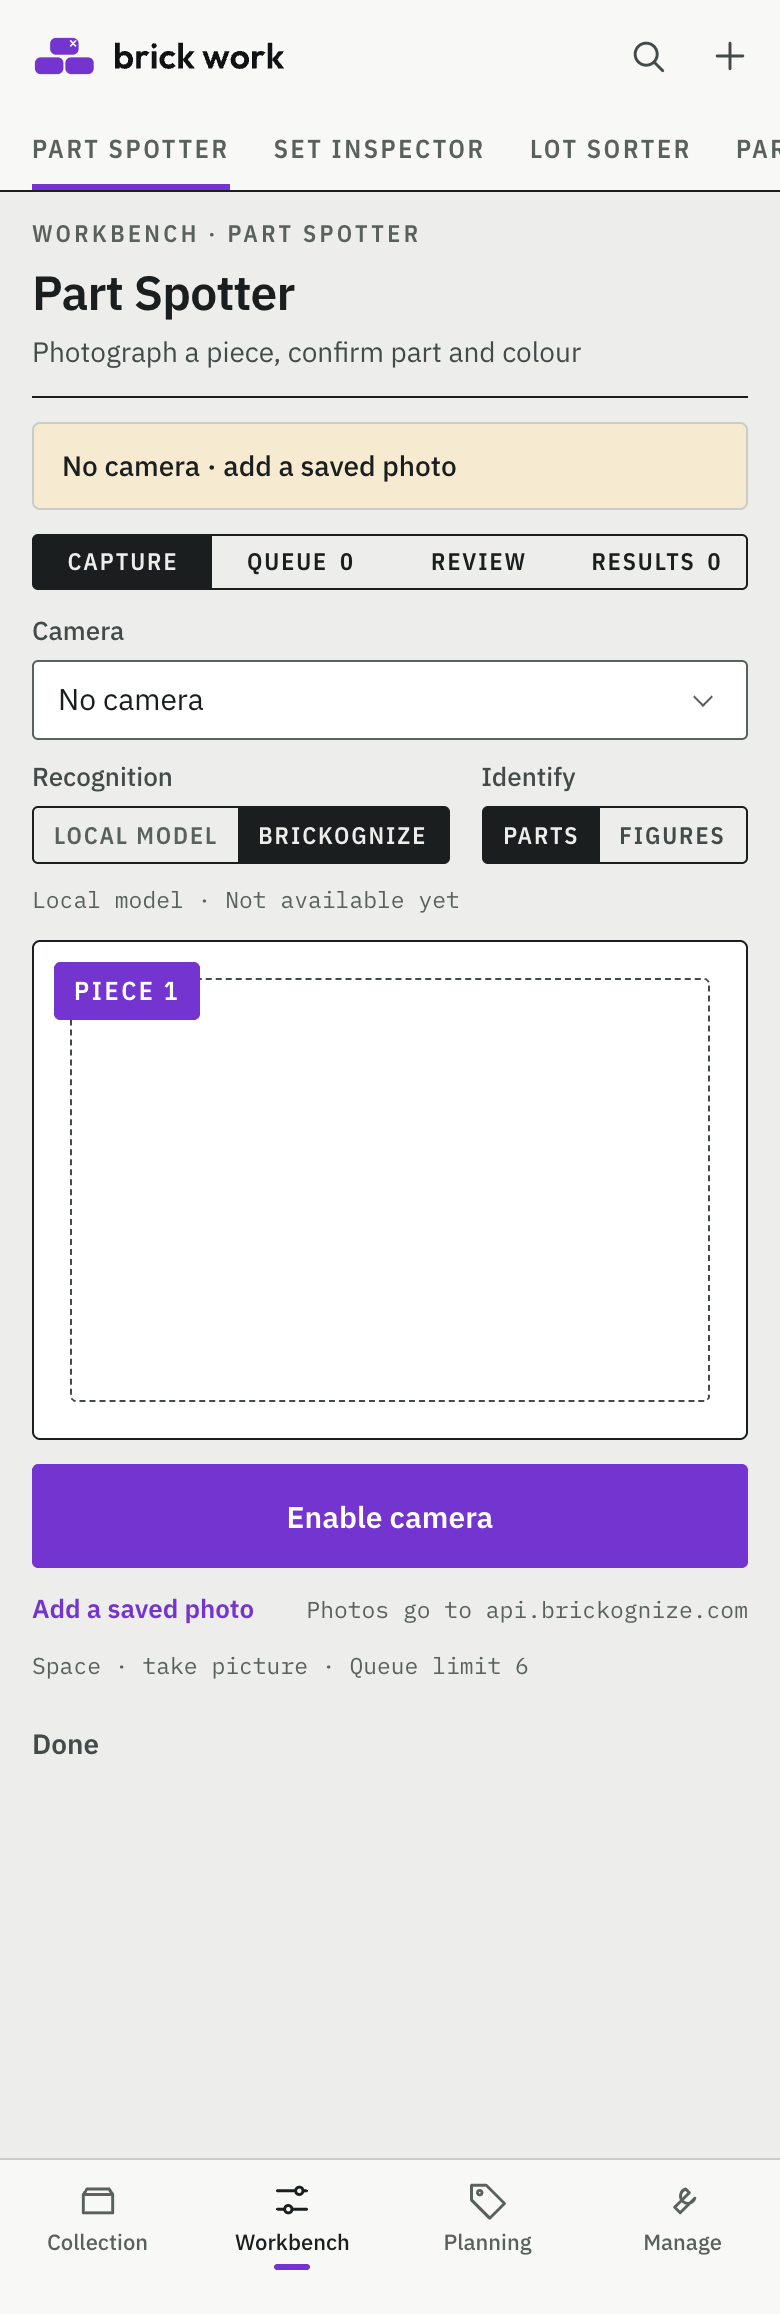 brick work
PART SPOTTER SET INSPECTOR LOT SORTER PAR
WORKBENCH · PART SPOTTER
Part Spotter
Photograph a piece, confirm part and colour
No camera · add a saved photo
CAPTURE QUEUE 0 REVIEW RESULTS 0
Camera
No camera
Recognition Identify
LOCAL MODEL BRICKOGNIZE PARTS FIGURES
Local model · Not available yet
PIECE 1
Enable camera
Add a saved photo Photos go to api.brickognize.com
Space · take picture · Queue limit 6
Done
Collection Workbench Planning Manage